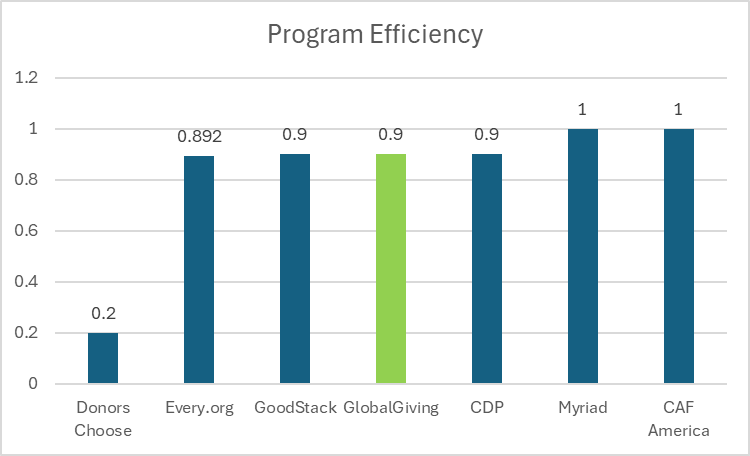 Program Efficiency
1.2
1
0.8
0.6
0.4
0.2
0
0.2
0.892
0.9
0.9
0.9
1
1
Donors
Choose
Every.org
GoodStack
GlobalGiving
CDP
Myriad
CAF
America